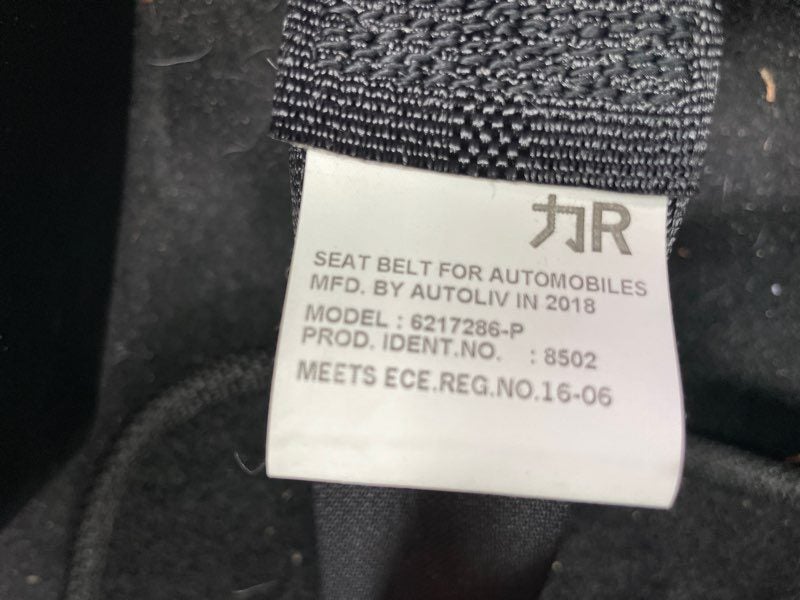 力R
SEAT BELT FOR AUTOMOBILES
MFD. BY AUTOLIV IN 2018
MODEL : 6217286-P
PROD. IDENT.NO. : 8502
MEETS ECE.REG.NO.16-06